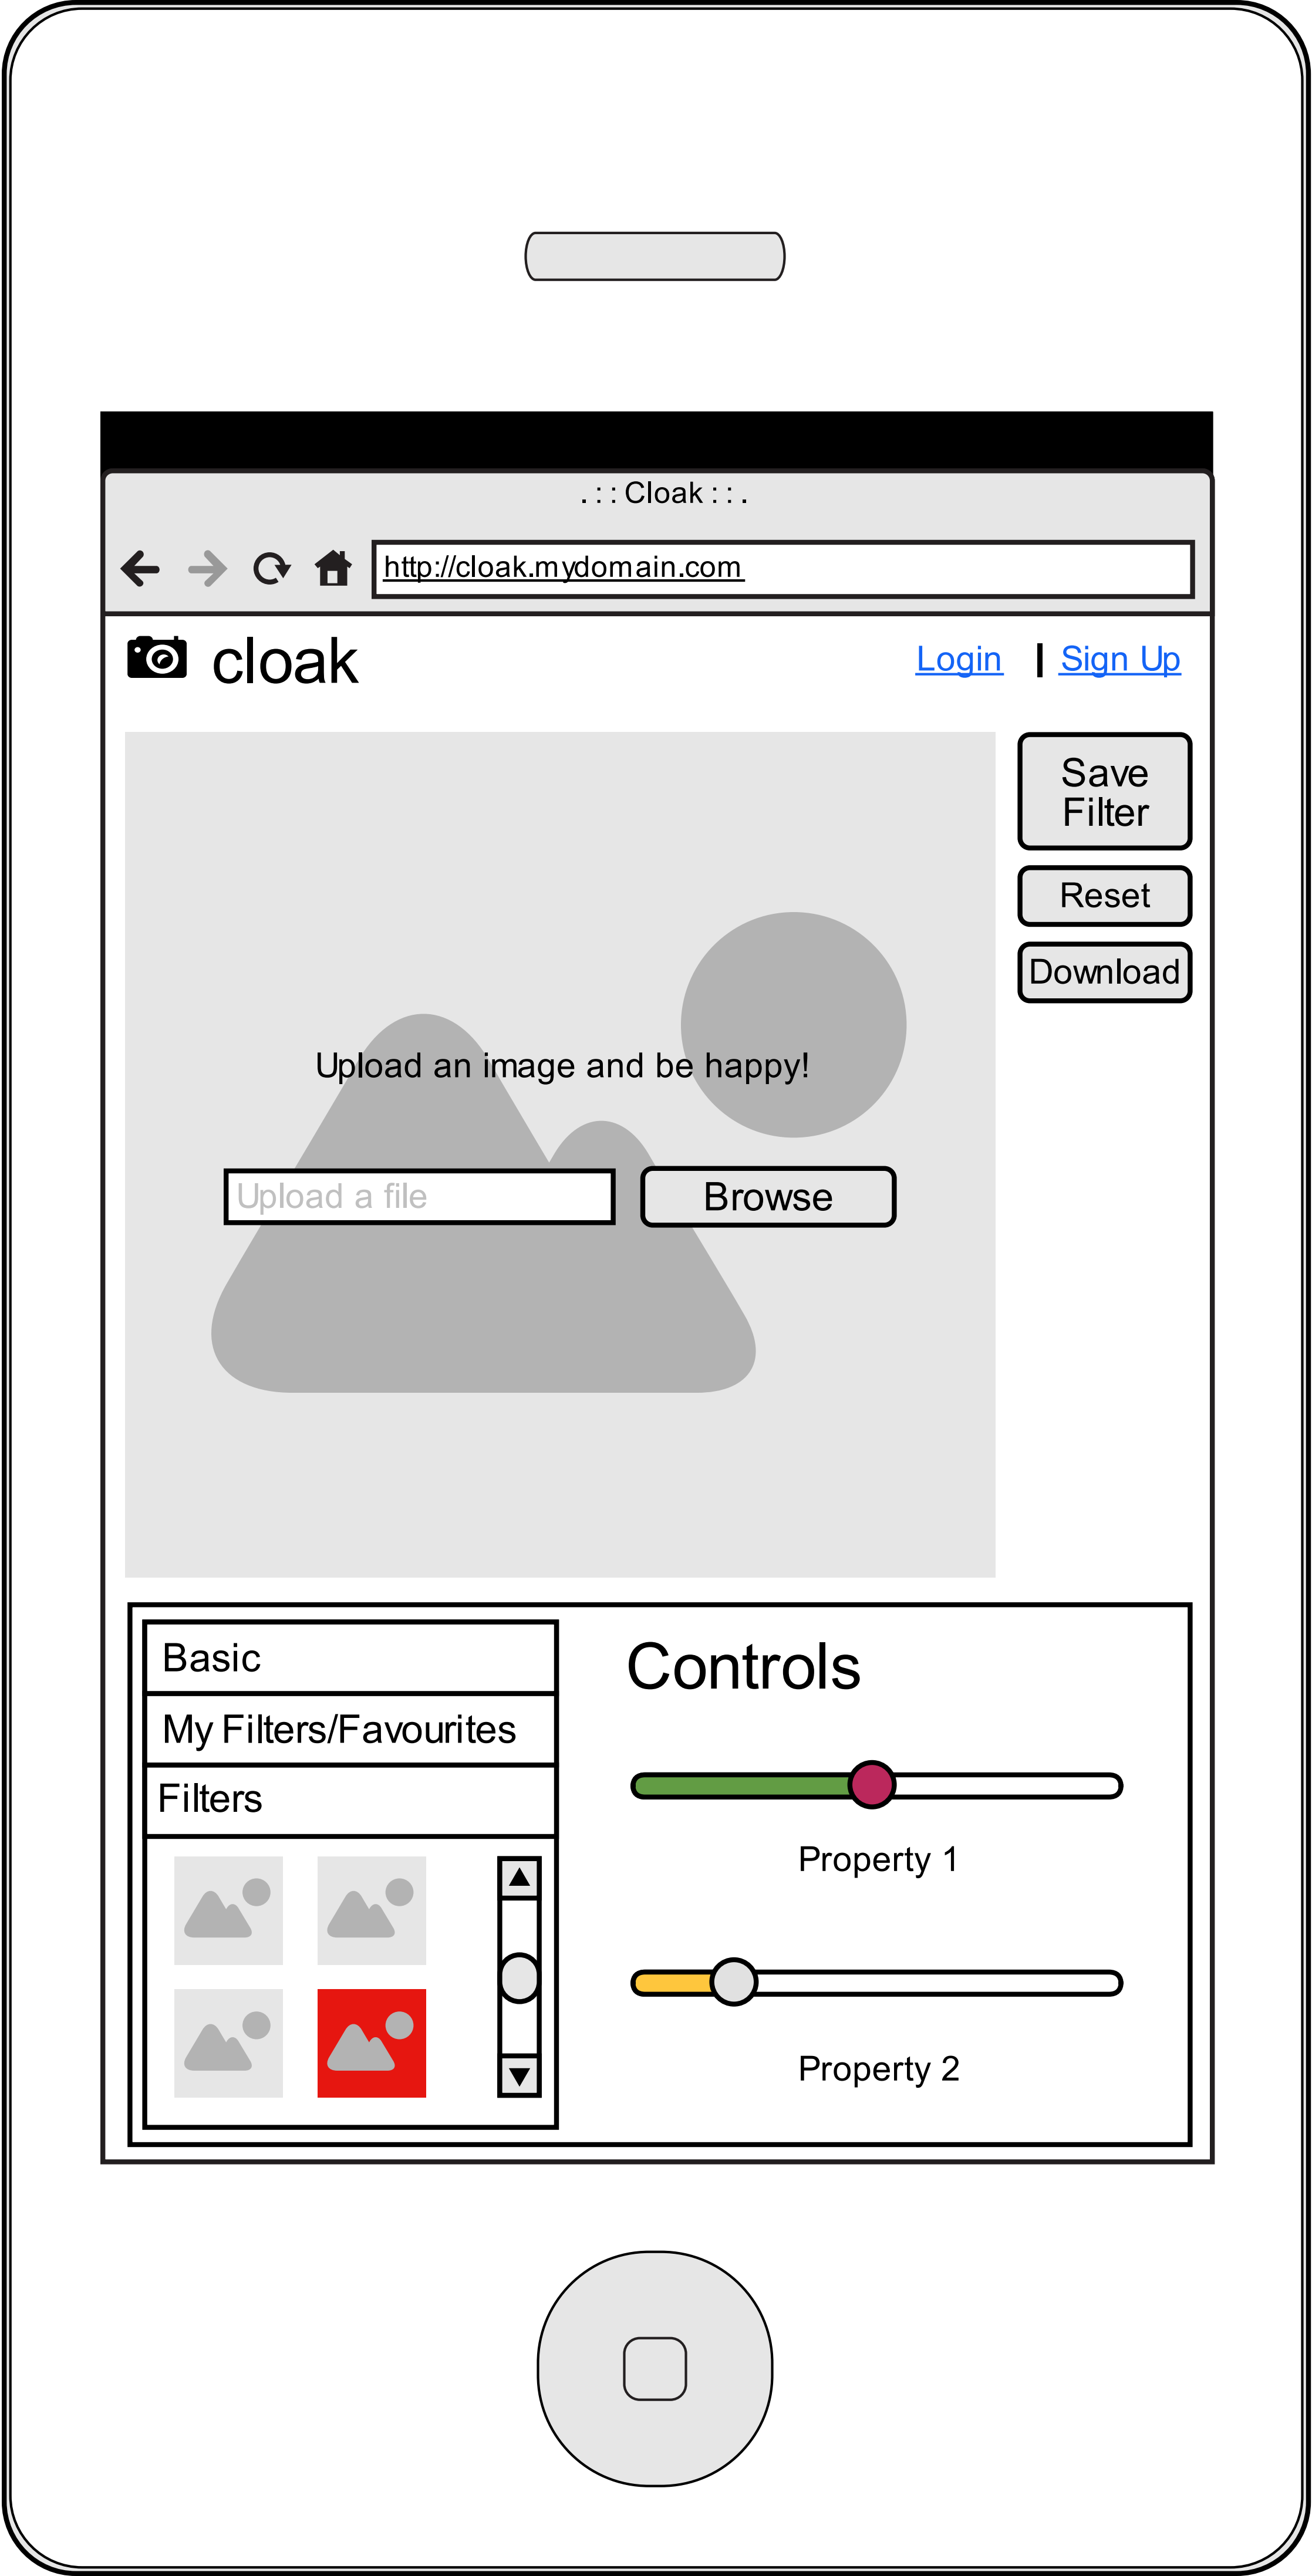 .::Cloak::.
http://cloak.mydomain.com
cloak
Login | Sign Up
Save
Filter
Reset
Download
Upload an image and be happy!
Upload a file
Browse
Basic
My Filters/Favourites
Filters
Controls
Property 1
Property 2